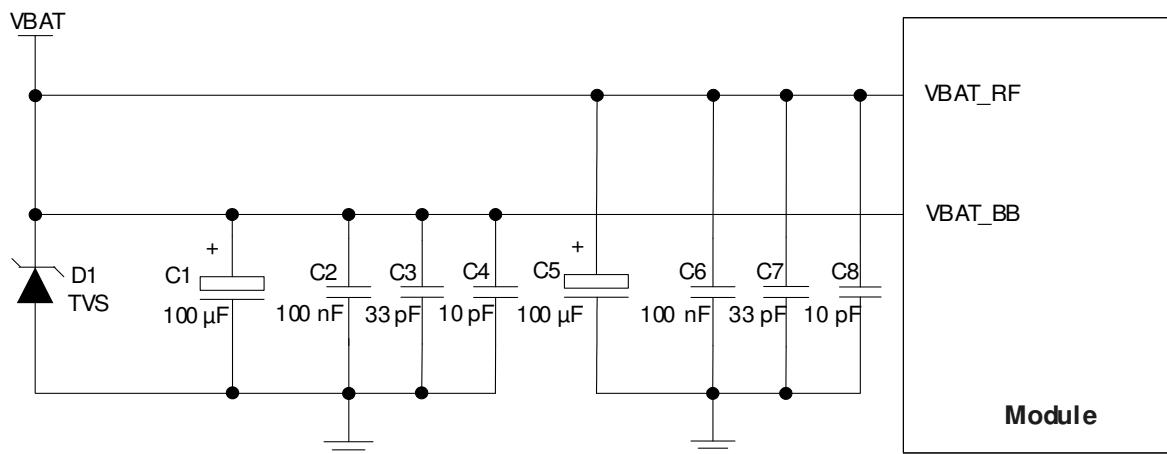 VBAT
VBAT_RF
VBAT_BB
D1
TVS
+
C1
100 µF
C2
100 nF
C3
33 pF
C4
10 pF
+
C5
100 µF
C6
100 nF
C7
33 pF
C8
10 pF
Module